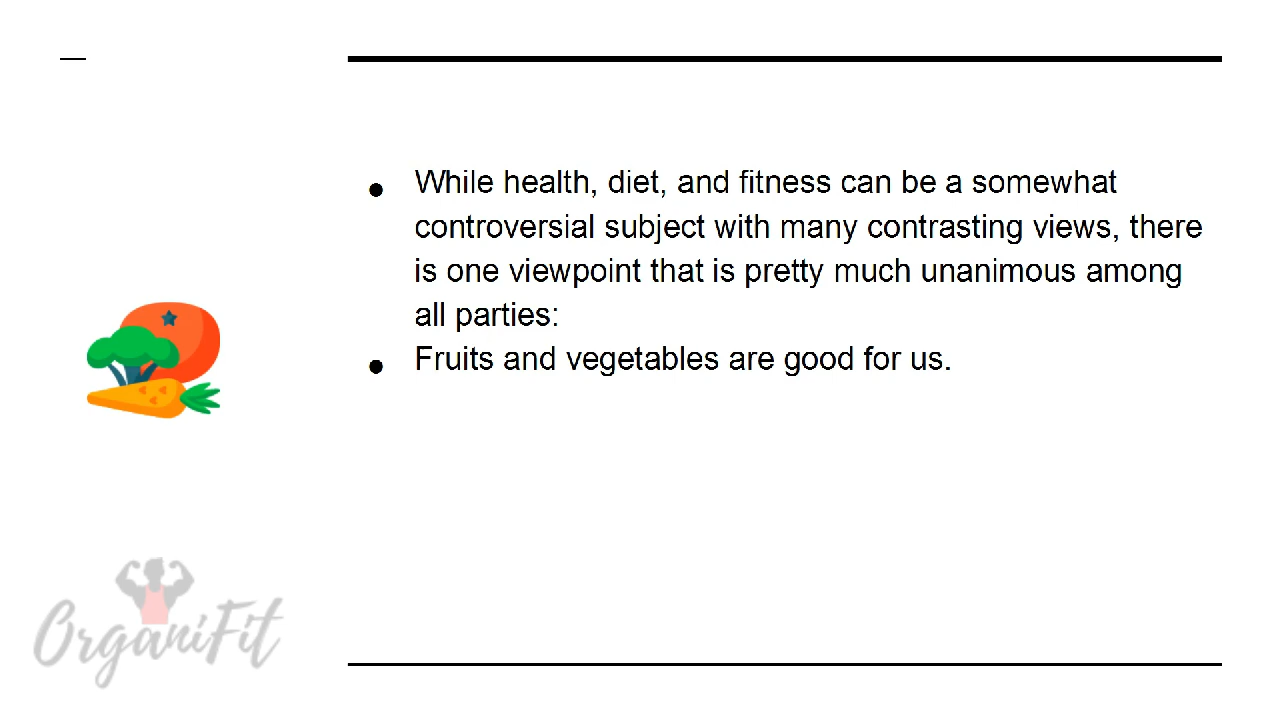 While health, diet, and fitness can be a somewhat
controversial subject with many contrasting views, there
is one viewpoint that is pretty much unanimous among
all parties:
Fruits and vegetables are good for us.
OrganiFit